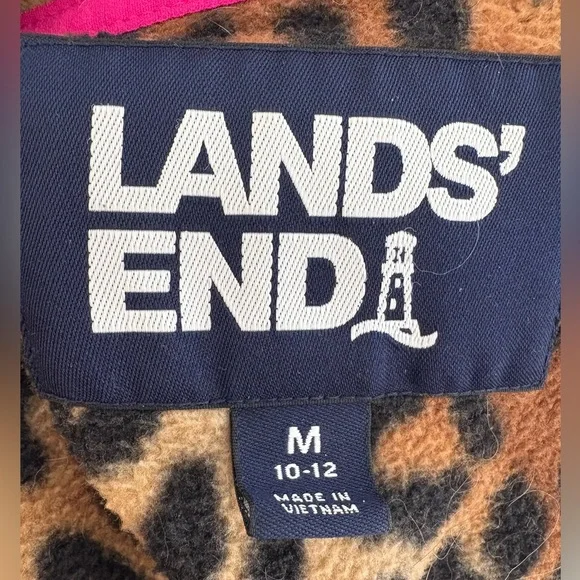 LANDS'
END
M
10-12
MADE IN
VIETNAM